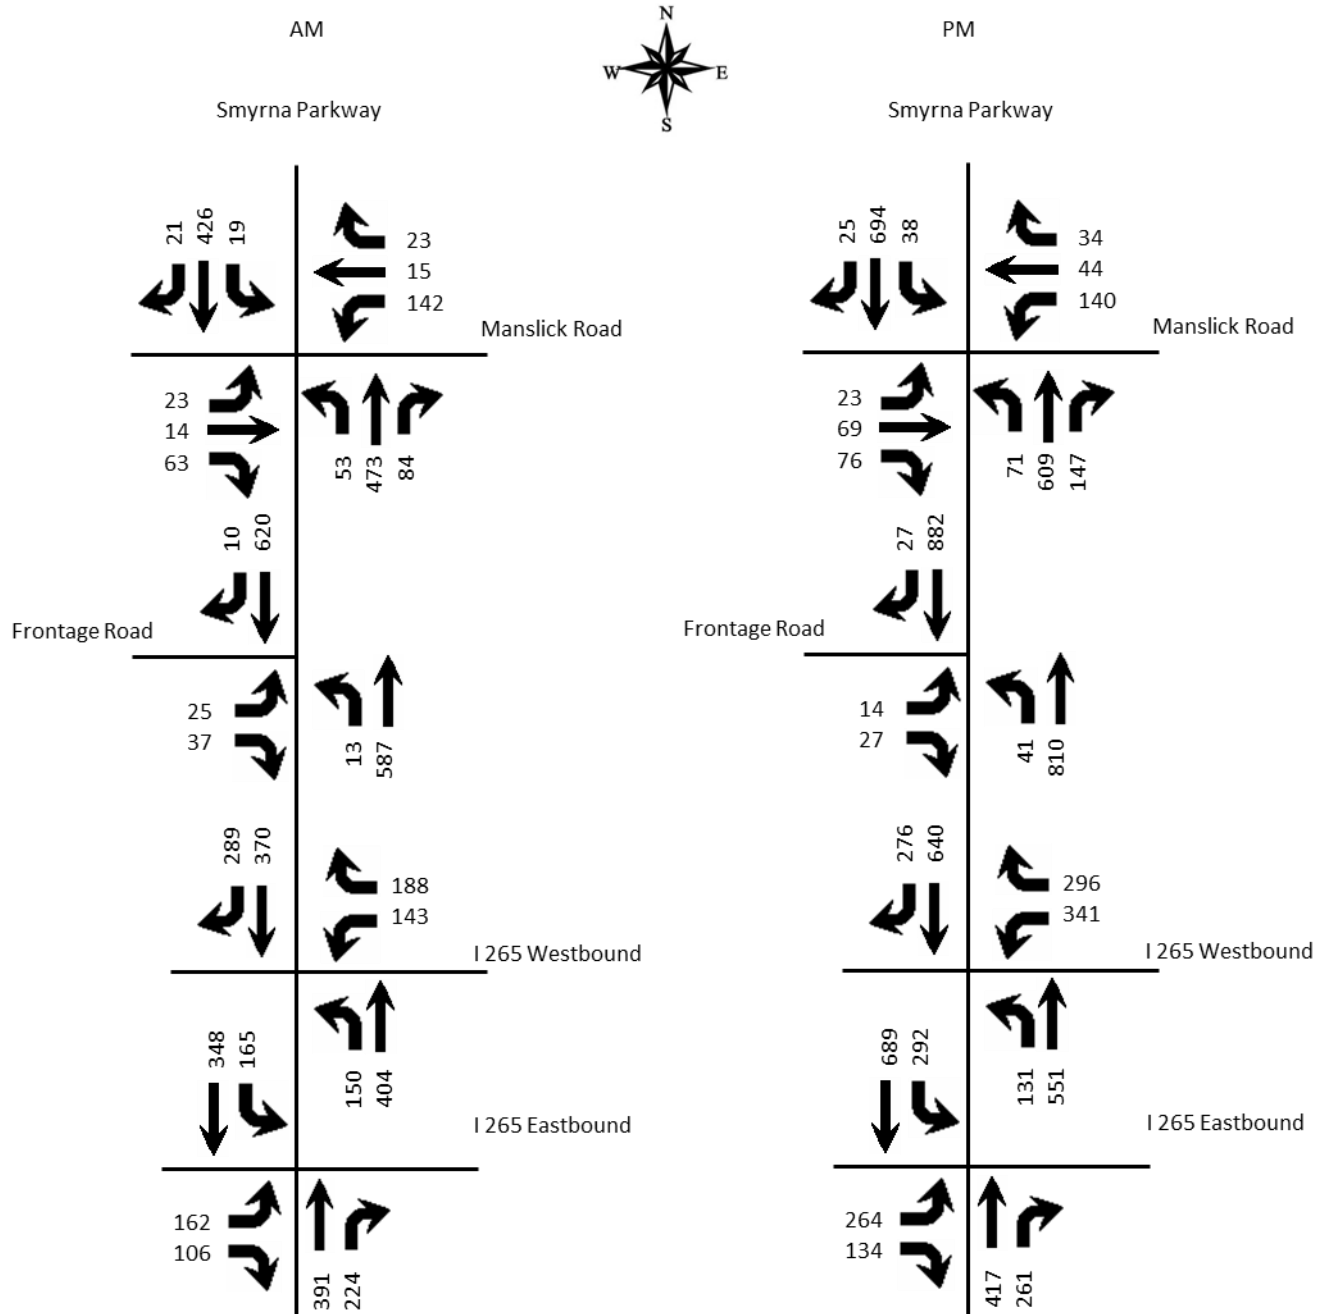 AM
N
W E
S
PM
Smyrna Parkway
Smyrna Parkway
21 426 19
23
15
142
Manslick Road
23
14
63
53 473 84
10 620
Frontage Road
25
37
13 587
289 370
188
143
I 265 Westbound
150 404
348 165
I 265 Eastbound
162
106
391 224
25 694 38
34
44
140
Manslick Road
23
69
76
71 609 147
27 882
Frontage Road
14
27
41 810
276 640
296
341
I 265 Westbound
131 551
689 292
I 265 Eastbound
264
134
417 261